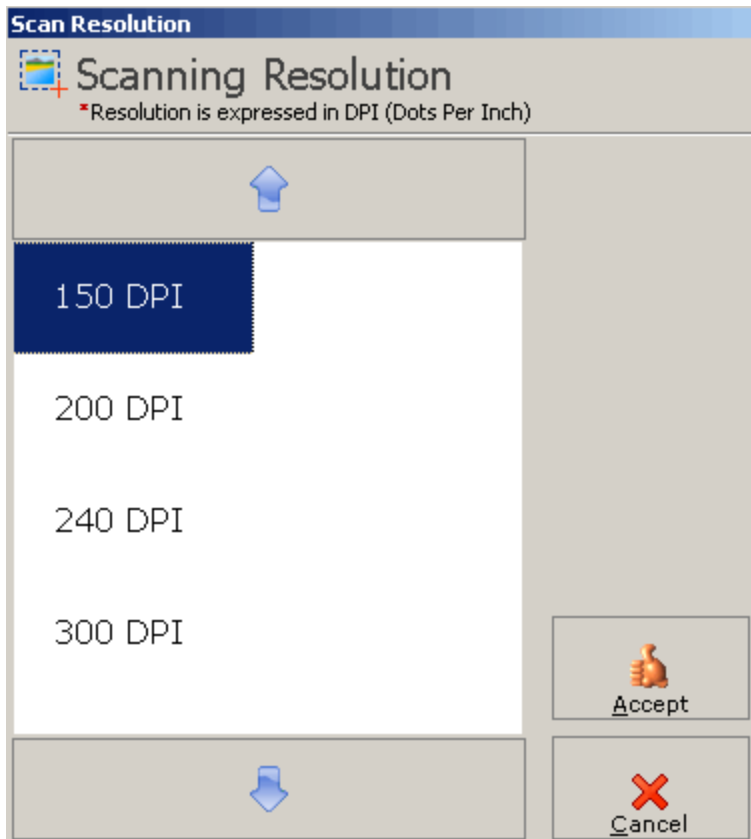 Scan Resolution
Scanning Resolution
*Resolution is expressed in DPI (Dots Per Inch)
150 DPI
200 DPI
240 DPI
300 DPI
Accept
Cancel